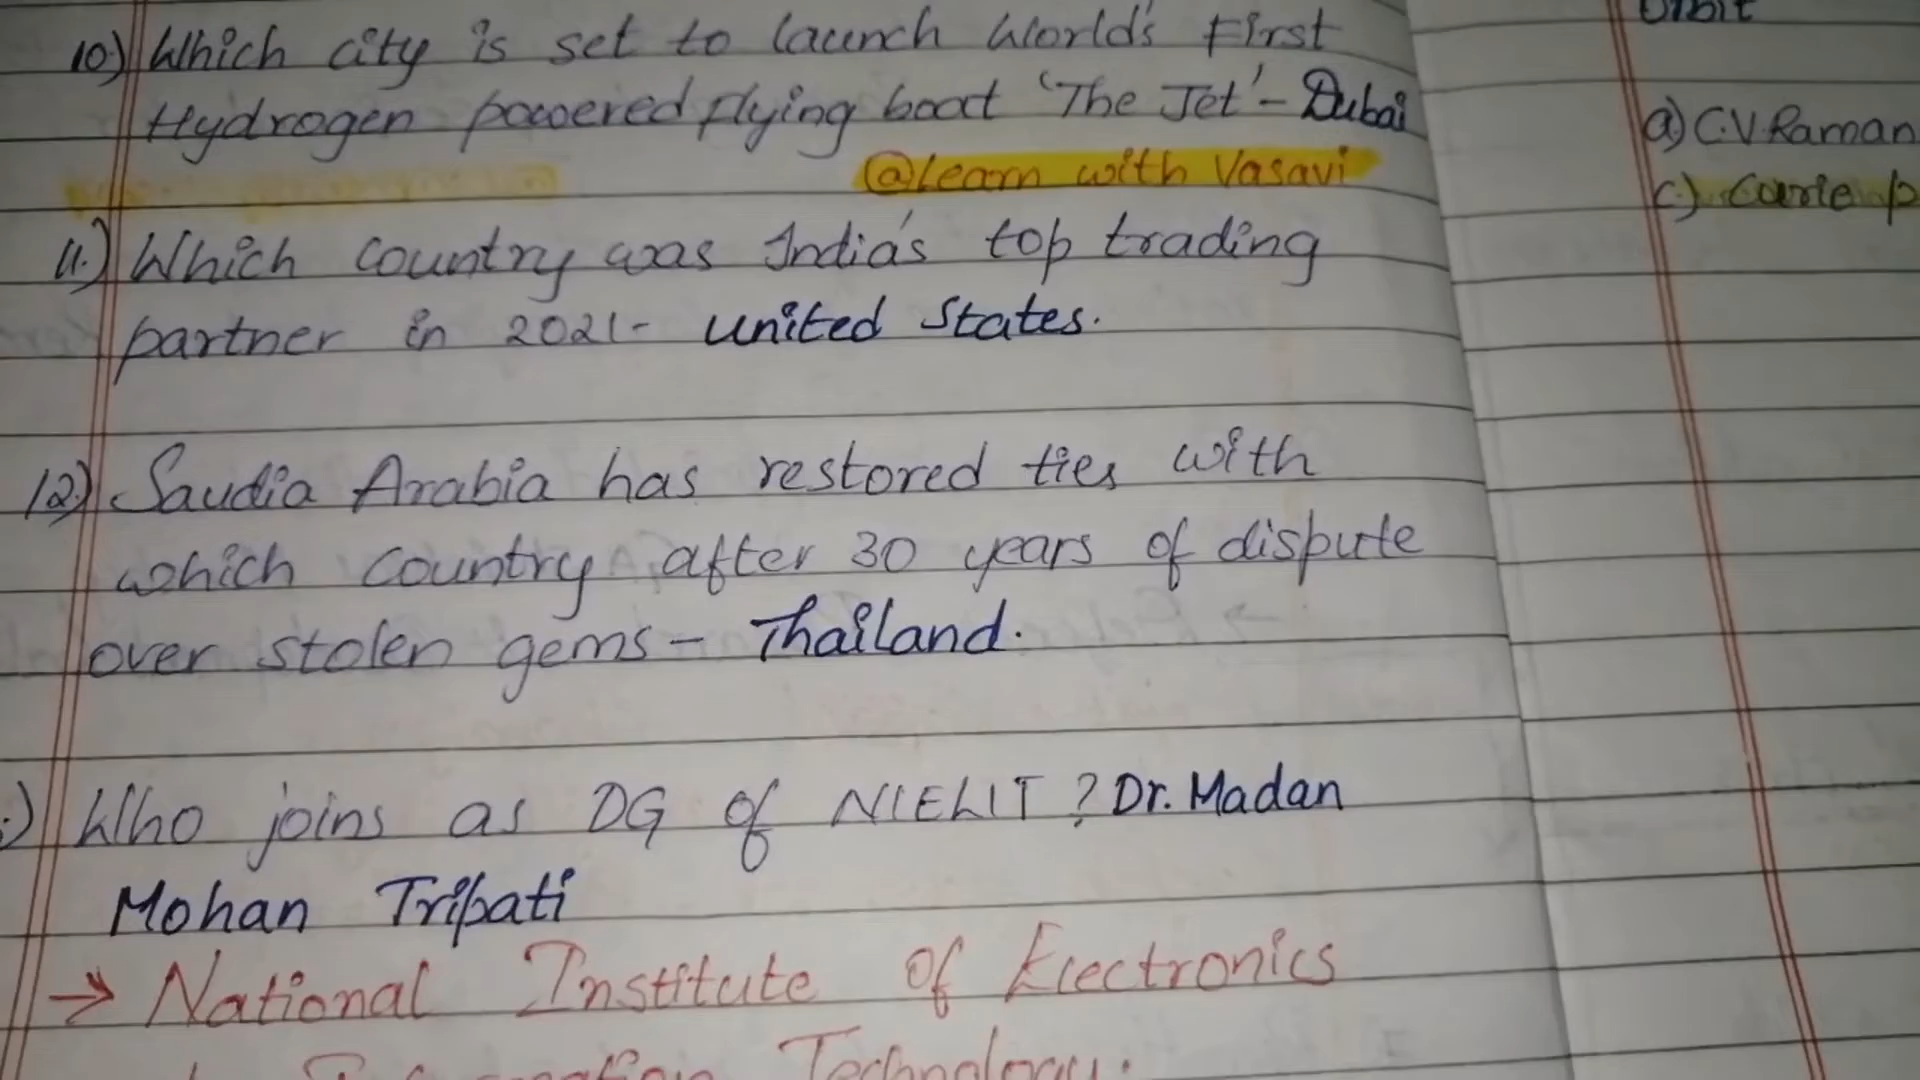 10) Which city is set to launch World's First
Hydrogen powered flying boat 'The Jet' - Dubai
@Learn with Vasavi
11.) Which country was India's top trading
partner in 2021- united States.
12) Saudia Arabia has restored ties with
which country after 30 years of dispute
over stolen gems - Thailand.
) Who joins as DG of NIELIT ? Dr. Madan
Mohan Tripati
→ National Institute of Electronics
Technology.
Orbit
a) C.V.Raman
c)